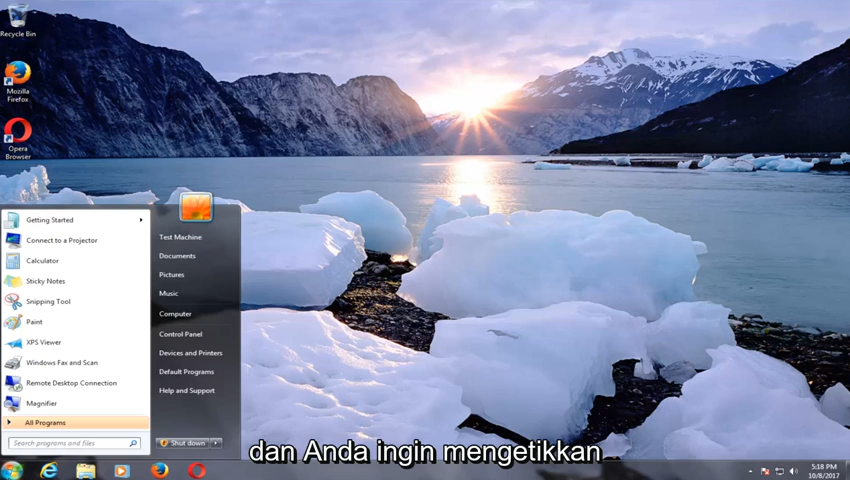 Recycle Bin
Mozilla
Firefox
Opera
Browser
Getting Started
Connect to a Projector
Calculator
Sticky Notes
Snipping Tool
Paint
XPS Viewer
Windows Fax and Scan
Remote Desktop Connection
Magnifier
All Programs
Search programs and files
Test Machine
Documents
Pictures
Music
Computer
Control Panel
Devices and Printers
Default Programs
Help and Support
Shut down
dan Anda ingin mengetikkan
5:18 PM
10/8/2017